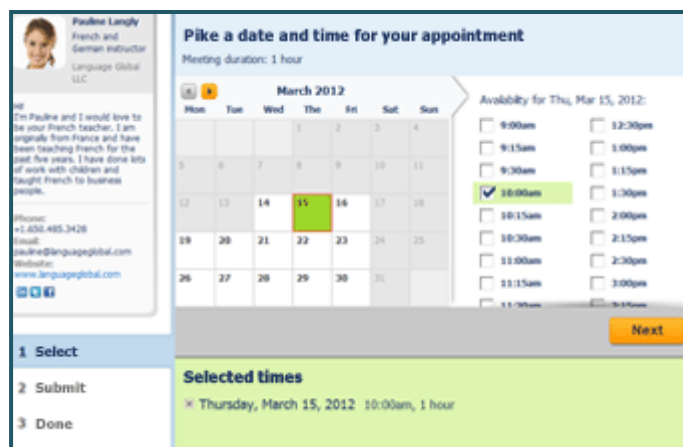 Pauline Langly
French and
German instructor
Language Global
LLC
Hi
I'm Pauline and I would love to
be your French teacher. I am
originally from France and have
been teaching French for the
past five years. I have done lots
of work with children and
taught French to business
people.
Phone:
+1.650.485.3428
Email:
pauline@languageglobal.com
Website:
www.languageglobal.com
1 Select
2 Submit
3 Done
Pike a date and time for your appointment
Meeting duration: 1 hour
March 2012
Mon Tue Wed The Fri Sat Sun
1 2 3 4
5 6 7 8 9 10 11
12 13 14 15 16 17 18
19 20 21 22 23 24 25
26 27 28 29 30 31
Availability for Thu, Mar 15, 2012:
9:00am 12:30pm
9:15am 1:00pm
9:30am 1:15pm
10:00am 1:30pm
10:15am 2:00pm
10:30am 2:15pm
11:00am 2:30pm
11:15am 3:00pm
11:30am 3:15pm
Next
Selected times
Thursday, March 15, 2012 10:00am, 1 hour